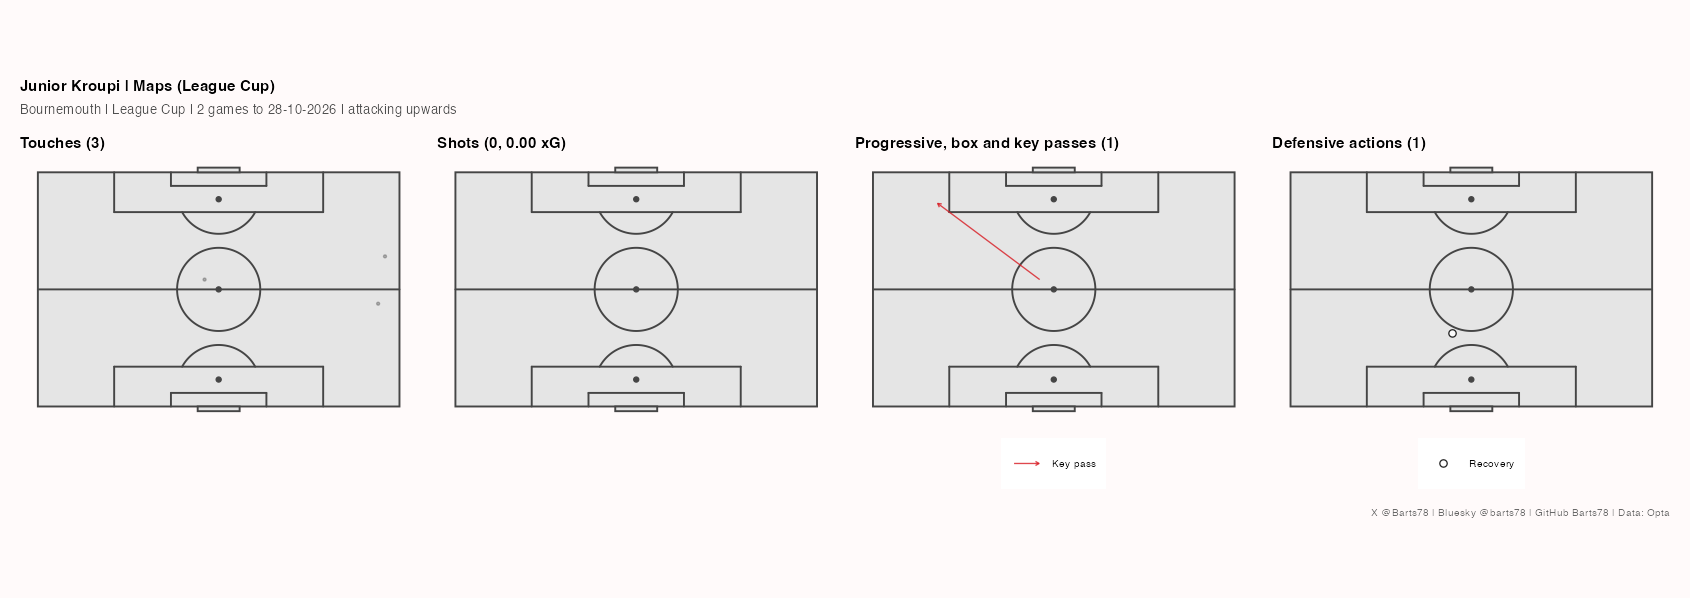 Junior Kroupi | Maps (League Cup)
Bournemouth | League Cup | 2 games to 28-10-2026 | attacking upwards
Touches (3)
Shots (0, 0.00 xG)
Progressive, box and key passes (1)
Defensive actions (1)
Key pass
Recovery
X @Barts78 | Bluesky @barts78 | GitHub Barts78 | Data: Opta